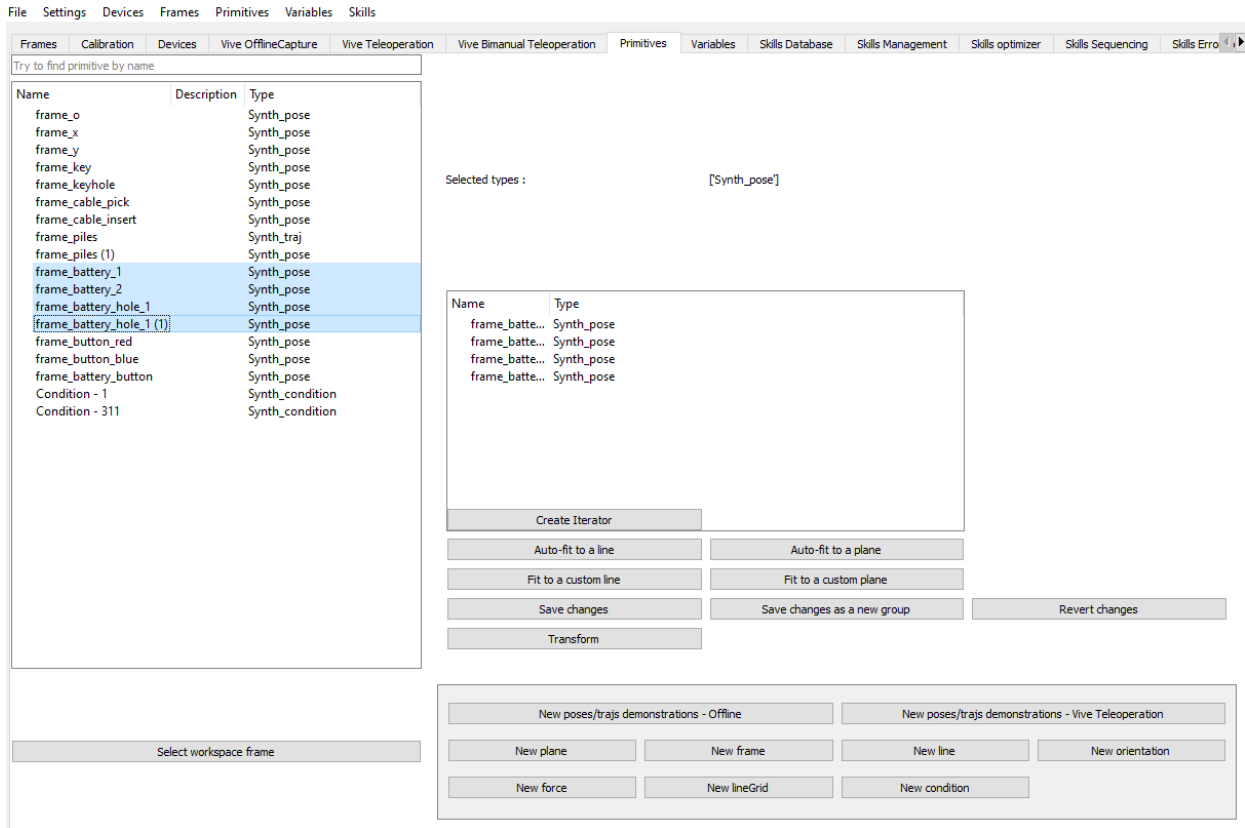 File Settings Devices Frames Primitives Variables Skills
Frames Calibration Devices Vive OfflineCapture Vive Teleoperation Vive Bimanual Teleoperation Primitives Variables Skills Database Skills Management Skills optimizer Skills Sequencing Skills Erro
Try to find primitive by name
Name Description Type
frame_o Synth_pose
frame_x Synth_pose
frame_y Synth_pose
frame_key Synth_pose
frame_keyhole Synth_pose
frame_cable_pick Synth_pose
frame_cable_insert Synth_pose
frame_piles Synth_traj
frame_piles (1) Synth_pose
frame_battery_1 Synth_pose
frame_battery_2 Synth_pose
frame_battery_hole_1 Synth_pose
frame_battery_hole_1 (1) Synth_pose
frame_button_red Synth_pose
frame_button_blue Synth_pose
frame_battery_button Synth_pose
Condition - 1 Synth_condition
Condition - 311 Synth_condition
Select workspace frame
Selected types : ['Synth_pose']
Name Type
frame_batte... Synth_pose
frame_batte... Synth_pose
frame_batte... Synth_pose
frame_batte... Synth_pose
Create Iterator
Auto-fit to a line Auto-fit to a plane
Fit to a custom line Fit to a custom plane
Save changes Save changes as a new group Revert changes
Transform
New poses/trajs demonstrations - Offline New poses/trajs demonstrations - Vive Teleoperation
New plane New frame New line New orientation
New force New lineGrid New condition